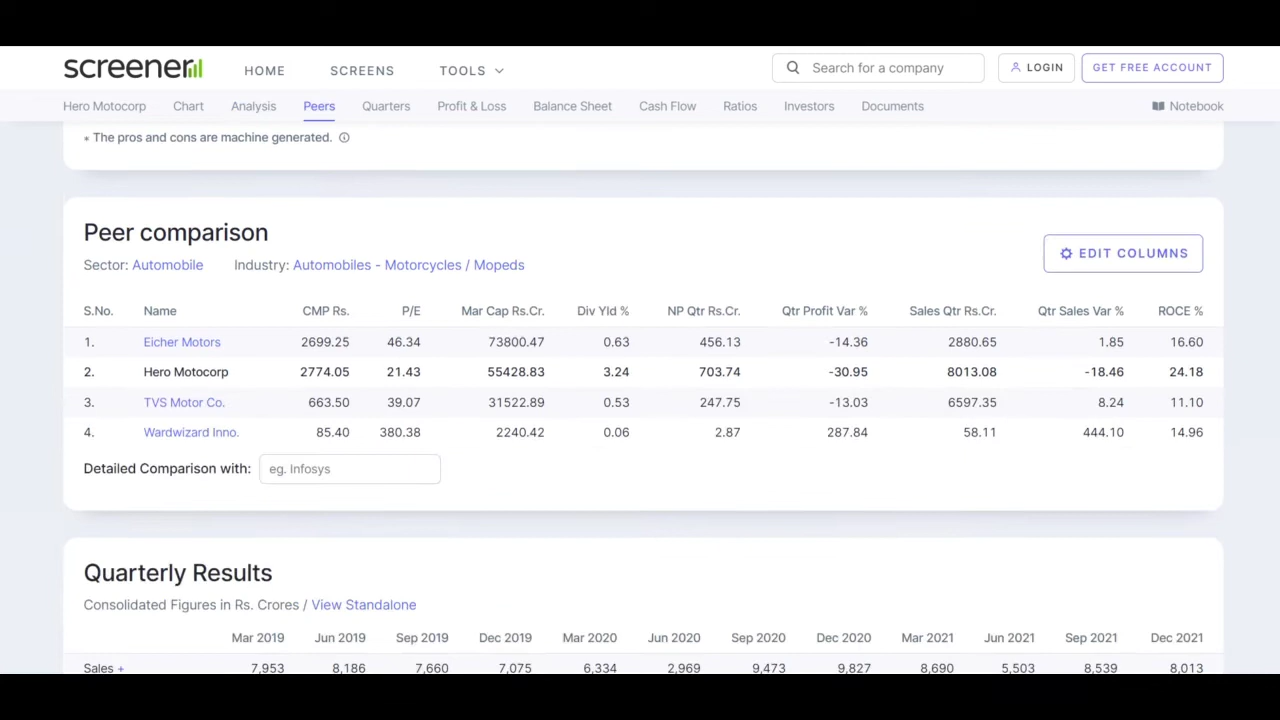 screener
HOME SCREENS TOOLS
Search for a company
LOGIN GET FREE ACCOUNT
Hero Motocorp Chart Analysis Peers Quarters Profit & Loss Balance Sheet Cash Flow Ratios Investors Documents Notebook
* The pros and cons are machine generated.
Peer comparison
Sector: Automobile Industry: Automobiles - Motorcycles / Mopeds
EDIT COLUMNS
S.No. Name CMP Rs. P/E Mar Cap Rs.Cr. Div Yld % NP Qtr Rs.Cr. Qtr Profit Var % Sales Qtr Rs.Cr. Qtr Sales Var % ROCE %
1. Eicher Motors 2699.25 46.34 73800.47 0.63 456.13 -14.36 2880.65 1.85 16.60
2. Hero Motocorp 2774.05 21.43 55428.83 3.24 703.74 -30.95 8013.08 -18.46 24.18
3. TVS Motor Co. 663.50 39.07 31522.89 0.53 247.75 -13.03 6597.35 8.24 11.10
4. Wardwizard Inno. 85.40 380.38 2240.42 0.06 2.87 287.84 58.11 444.10 14.96
Detailed Comparison with: eg. Infosys
Quarterly Results
Consolidated Figures in Rs. Crores / View Standalone
Mar 2019 Jun 2019 Sep 2019 Dec 2019 Mar 2020 Jun 2020 Sep 2020 Dec 2020 Mar 2021 Jun 2021 Sep 2021 Dec 2021
Sales + 7,953 8,186 7,660 7,075 6,334 2,969 9,473 9,827 8,690 5,503 8,539 8,013